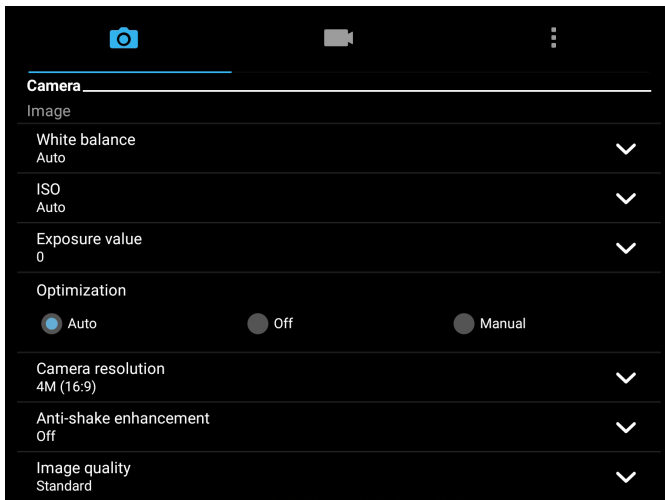 Camera
Image
White balance
Auto
ISO
Auto
Exposure value
0
Optimization
Auto Off Manual
Camera resolution
4M (16:9)
Anti-shake enhancement
Off
Image quality
Standard